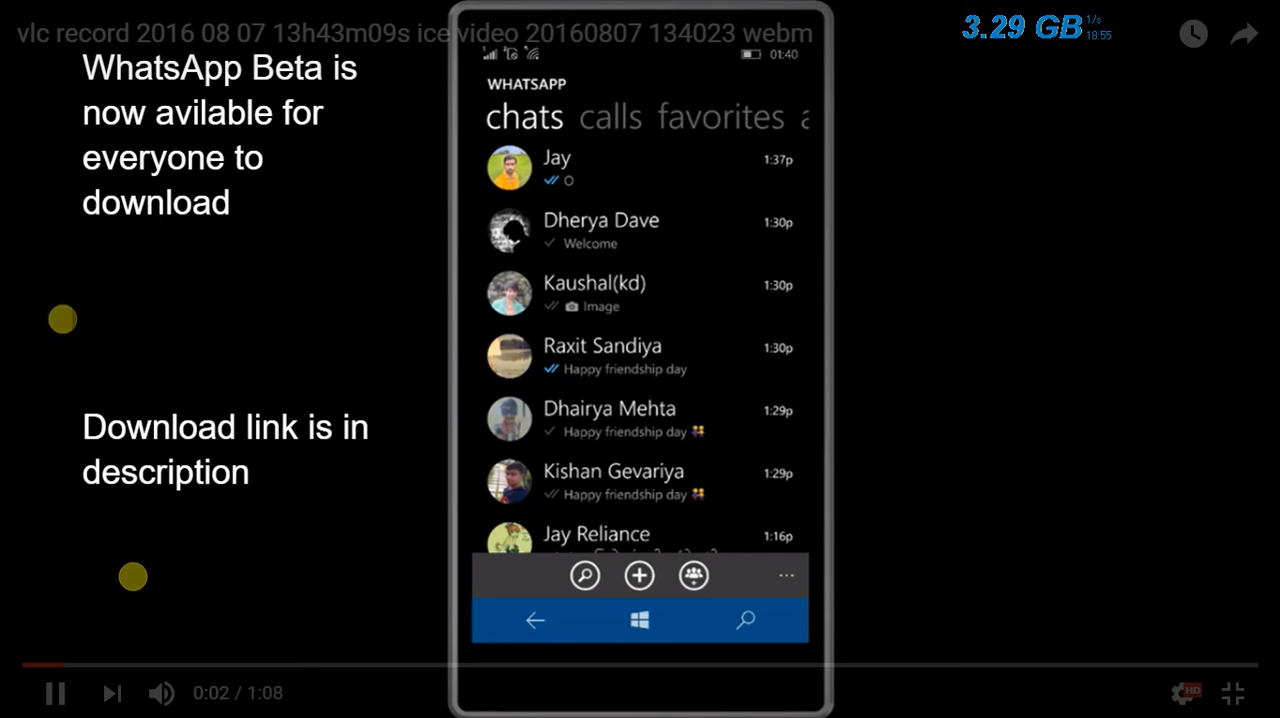 vlc record 2016 08 07 13h43m09s ice video 20160807 134023 webm
3.29 GB 1/s 18:55
WhatsApp Beta is
now avilable for
everyone to
download
Download link is in
description
01:40
WHATSAPP
chats calls favorites a
Jay 1:37p
O
Dherya Dave 1:30p
Welcome
Kaushal(kd) 1:30p
Image
Raxit Sandiya 1:30p
Happy friendship day
Dhairya Mehta 1:29p
Happy friendship day
Kishan Gevariya 1:29p
Happy friendship day
Jay Reliance 1:16p
0:02 / 1:08
HD